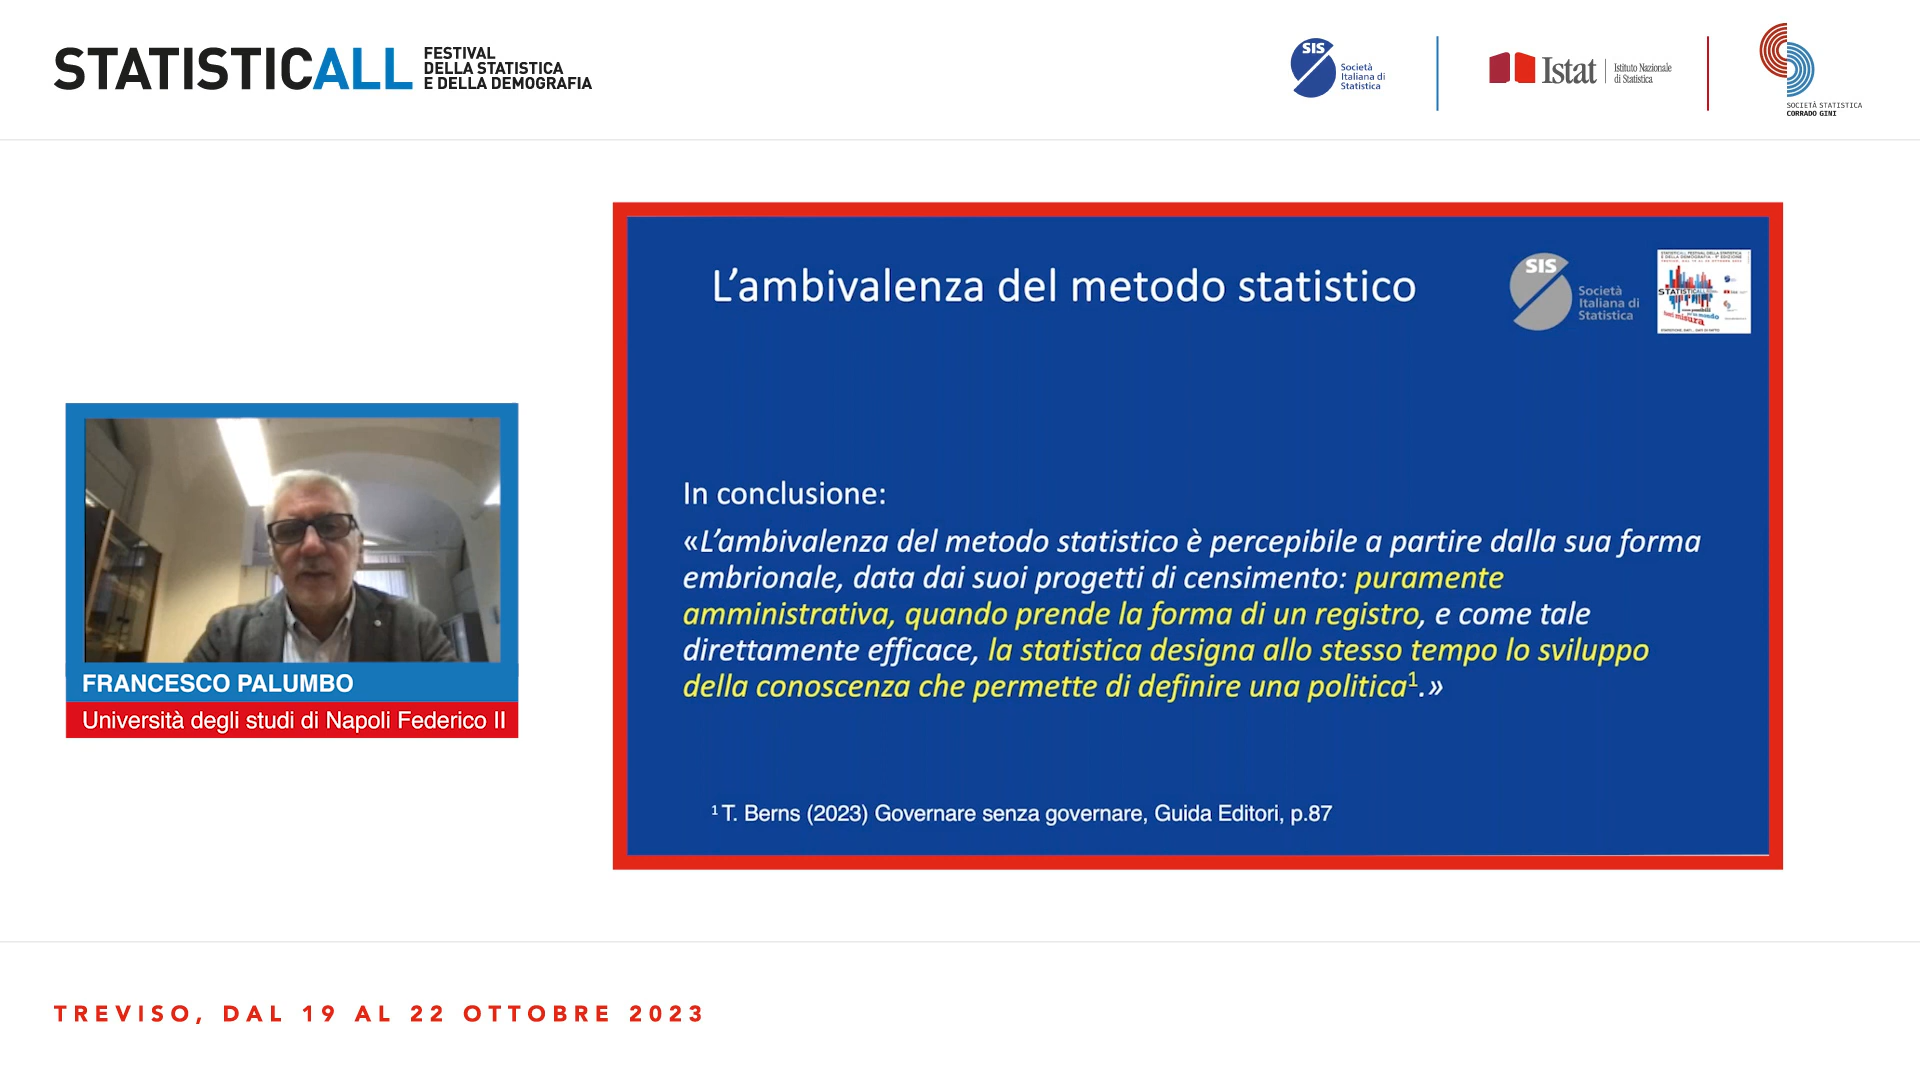 STATISTICALL
FESTIVAL
DELLA STATISTICA
E DELLA DEMOGRAFIA
SIS
Società
Italiana di
Statistica
Istat
Istituto Nazionale
di Statistica
SOCIETÀ STATISTICA
CORRADO GINI
L’ambivalenza del metodo statistico
SIS
Società
Italiana di
Statistica
STATISTICALL
In conclusione:
«L’ambivalenza del metodo statistico è percepibile a partire dalla sua forma
embrionale, data dai suoi progetti di censimento: puramente
amministrativa, quando prende la forma di un registro, e come tale
direttamente efficace, la statistica designa allo stesso tempo lo sviluppo
della conoscenza che permette di definire una politica¹.»
¹ T. Berns (2023) Governare senza governare, Guida Editori, p.87
FRANCESCO PALUMBO
Università degli studi di Napoli Federico II
TREVISO, DAL 19 AL 22 OTTOBRE 2023